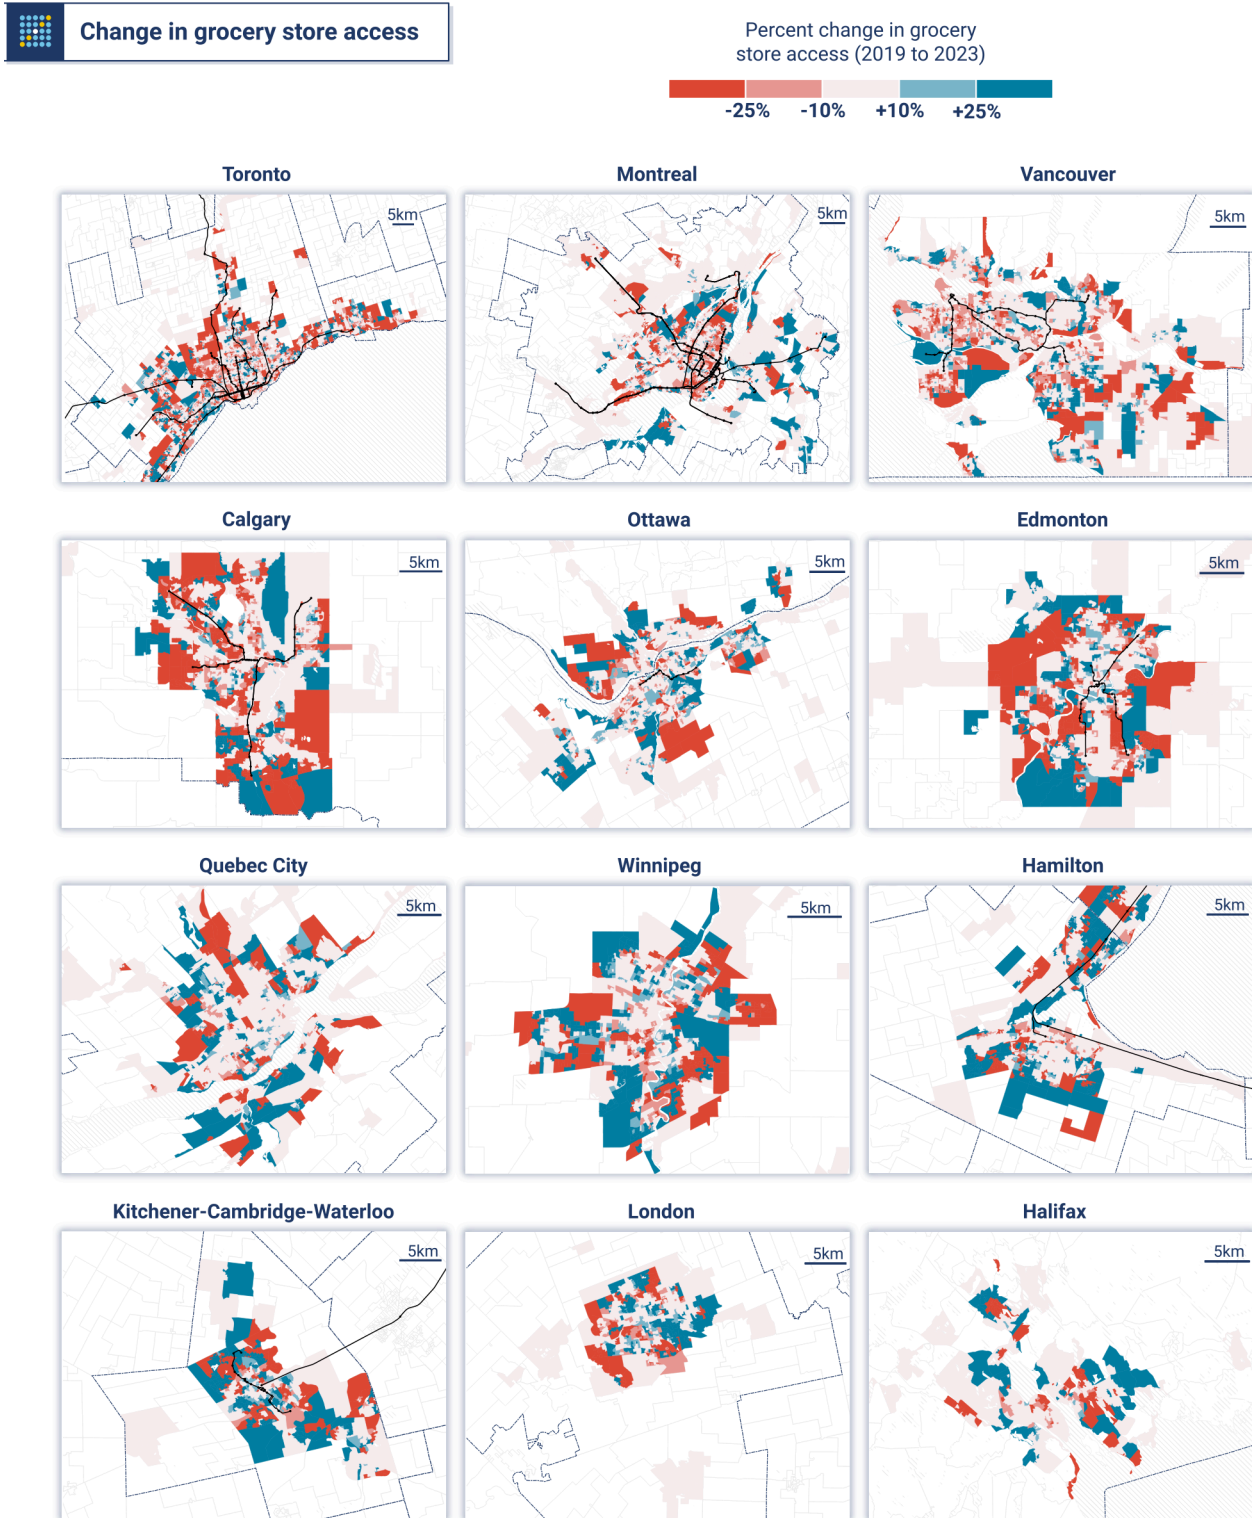 Change in grocery store access
Percent change in grocery
store access (2019 to 2023)
-25% -10% +10% +25%
Toronto
5km
Montreal
5km
Vancouver
5km
Calgary
5km
Ottawa
5km
Edmonton
5km
Quebec City
5km
Winnipeg
5km
Hamilton
5km
Kitchener-Cambridge-Waterloo
5km
London
5km
Halifax
5km